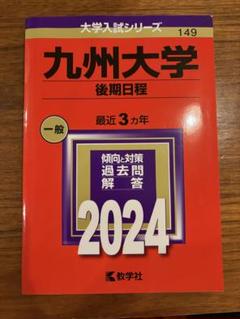 大学入試シリーズ
149
九州大学
後期日程
一般
最近3カ年
傾向と対策
過去問
解答
2024
教学社